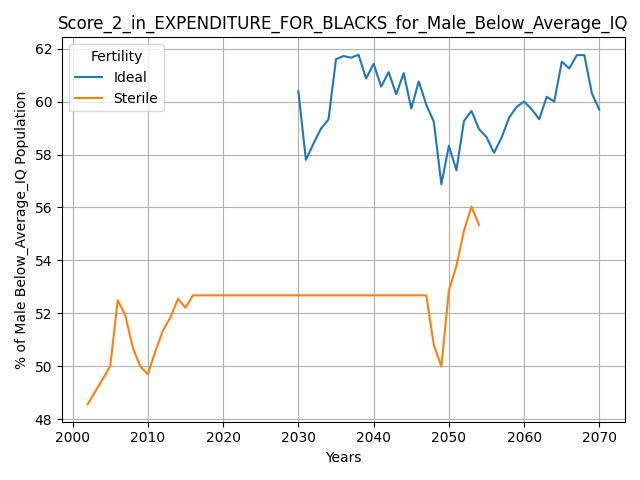 Score_2_in_EXPENDITURE_FOR_BLACKS_for_Male_Below_Average_IQ
% of Male Below_Average_IQ Population
62
60
58
56
54
52
50
48
Fertility
Ideal
Sterile
2000 2010 2020 2030 2040 2050 2060 2070
Years